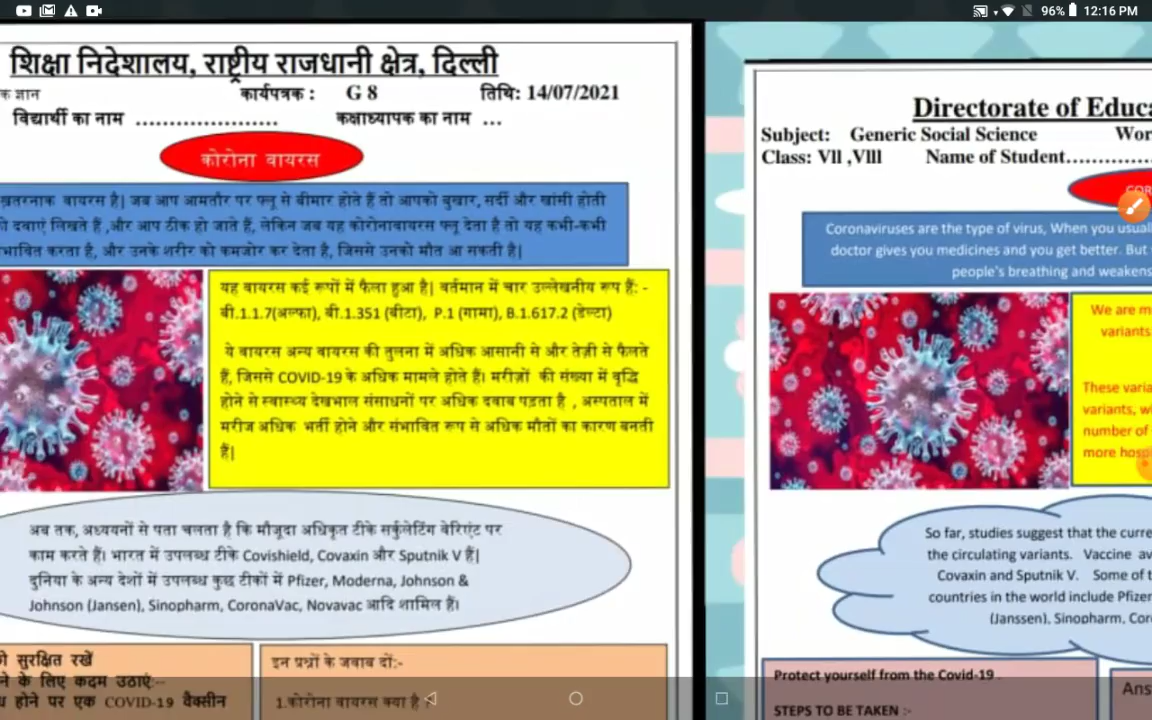 96% 12:16 PM
शिक्षा निदेशालय, राष्ट्रीय राजधानी क्षेत्र, दिल्ली
क ज्ञान कार्यपत्रक : G 8 तिथि: 14/07/2021
विद्यार्थी का नाम ..................... कक्षाध्यापक का नाम ...
कोरोना वायरस
ख़तरनाक वायरस है| जब आप आमतौर पर फ्लू से बीमार होते हैं तो आपको बुखार, सर्दी और खांसी होती
दवाएं लिखते हैं ,और आप ठीक हो जाते हैं, लेकिन जब यह कोरोनावायरस फ्लू देता है तो यह कभी-कभी
भावित करता है, और उनके शरीर को कमजोर कर देता है, जिससे उनको मौत आ सकती है|
यह वायरस कई रूपों में फैला हुआ है| वर्तमान में चार उल्लेखनीय रूप हैं: -
बी.1.1.7(अल्फा), बी.1.351 (बीटा), P.1 (गामा), B.1.617.2 (डेल्टा)
ये वायरस अन्य वायरस की तुलना में अधिक आसानी से और तेज़ी से फैलते
हैं, जिससे COVID-19 के अधिक मामले होते हैं। मरीज़ों की संख्या में वृद्धि
होने से स्वास्थ्य देखभाल संसाधनों पर अधिक दवाब पड़ता है , अस्पताल में
मरीज अधिक भर्ती होने और संभावित रूप से अधिक मौतों का कारण बनती
हैं|
अब तक, अध्ययनों से पता चलता है कि मौजूदा अधिकृत टीके सर्कुलेटिंग वेरिएंट पर
काम करते हैं। भारत में उपलब्ध टीके Covishield, Covaxin और Sputnik V हैं|
दुनिया के अन्य देशों में उपलब्ध कुछ टीकों में Pfizer, Moderna, Johnson &
Johnson (Jansen), Sinopharm, CoronaVac, Novavac आदि शामिल हैं।
सुरक्षित रखें
ने के लिए कदम उठाएं:--
होने पर एक COVID-19 वैक्सीन
इन प्रश्नों के जवाब दों:-
1.कोरोना वायरस क्या है ?
Directorate of Educa
Subject: Generic Social Science Wor
Class: VII ,VIII Name of Student...............
COR
Coronaviruses are the type of virus, When you usual
doctor gives you medicines and you get better. But
people's breathing and weakens
We are m
variants
These varia
variants, w
number of
more hosp
So far, studies suggest that the curre
the circulating variants. Vaccine av
Covaxin and Sputnik V. Some of t
countries in the world include Pfizer
(Janssen), Sinopharm, Cor
Protect yourself from the Covid-19 .
STEPS TO BE TAKEN :-
Ans